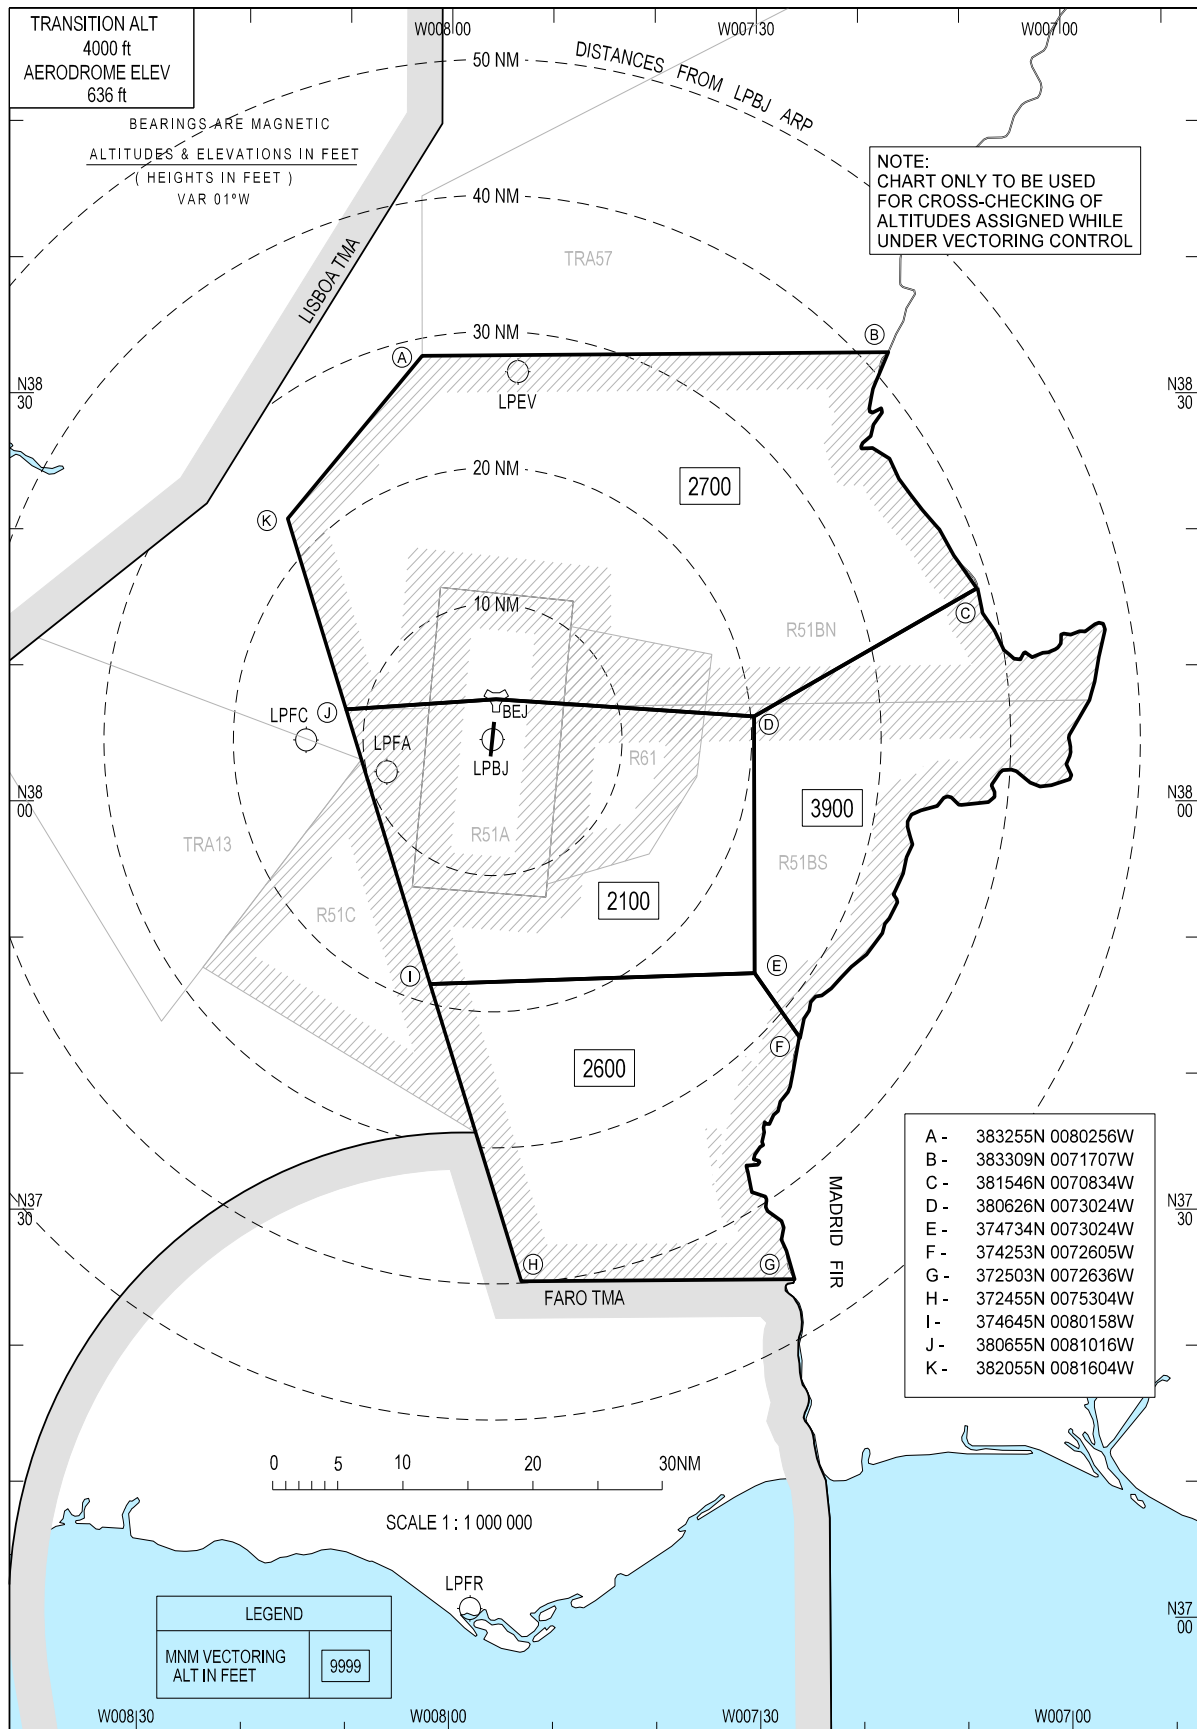 TRANSITION ALT
4000 ft
AERODROME ELEV
636 ft
BEARINGS ARE MAGNETIC
ALTITUDES & ELEVATIONS IN FEET
( HEIGHTS IN FEET )
VAR 01°W
W008 00
W007 30
W007 00
50 NM
DISTANCES FROM LPBJ ARP
NOTE:
CHART ONLY TO BE USED
FOR CROSS-CHECKING OF
ALTITUDES ASSIGNED WHILE
UNDER VECTORING CONTROL
40 NM
LISBOA TMA
TRA57
30 NM
A
B
LPEV
N38
30
N38
30
20 NM
2700
K
10 NM
C
R51BN
J
BEJ
D
LPFC
LPFA
LPBJ
R61
N38
00
N38
00
3900
TRA13
R51A
R51BS
R51C
2100
I
E
F
2600
A - 383255N 0080256W
B - 383309N 0071707W
C - 381546N 0070834W
D - 380626N 0073024W
E - 374734N 0073024W
F - 374253N 0072605W
G - 372503N 0072636W
H - 372455N 0075304W
I - 374645N 0080158W
J - 380655N 0081016W
K - 382055N 0081604W
MADRID FIR
N37
30
N37
30
H
G
FARO TMA
0 5 10 20 30NM
SCALE 1 : 1 000 000
LPFR
LEGEND
MNM VECTORING
ALT IN FEET
9999
N37
00
W008 30
W008 00
W007 30
W007 00